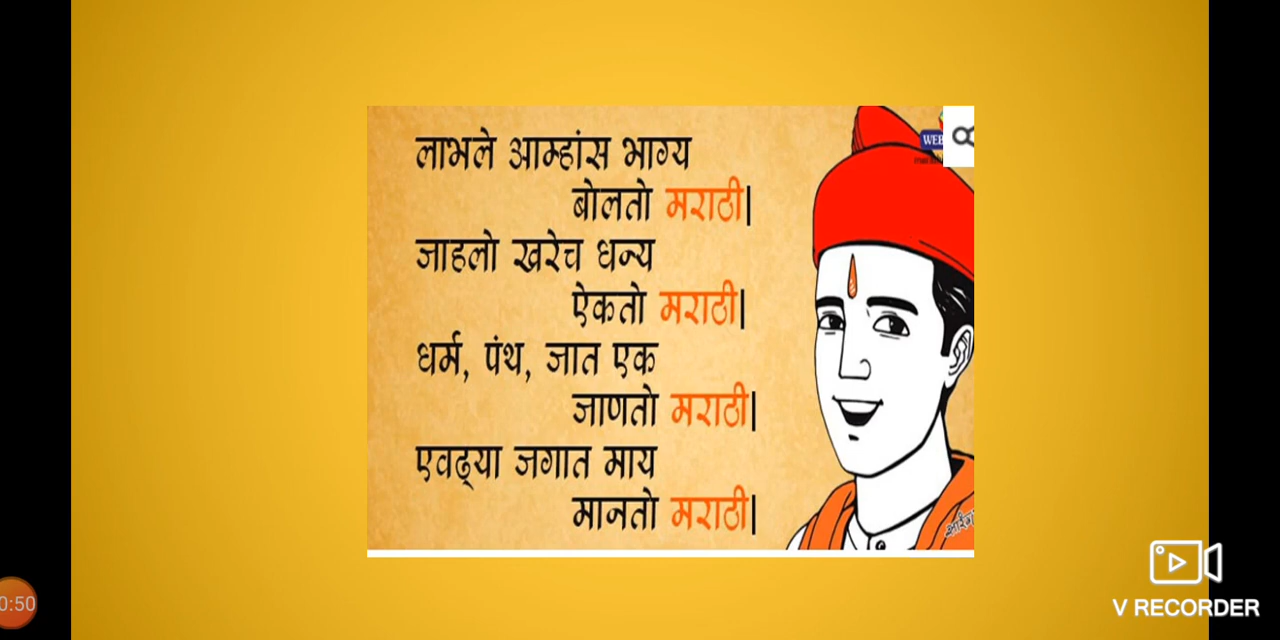 लाभले आम्हांस भाग्य
बोलतो मराठी|
जाहलो खरेच धन्य
ऐकतो मराठी|
धर्म, पंथ, जात एक
जाणतो मराठी|
एवढ्या जगात माय
मानतो मराठी|
WEB
:50
V RECORDER